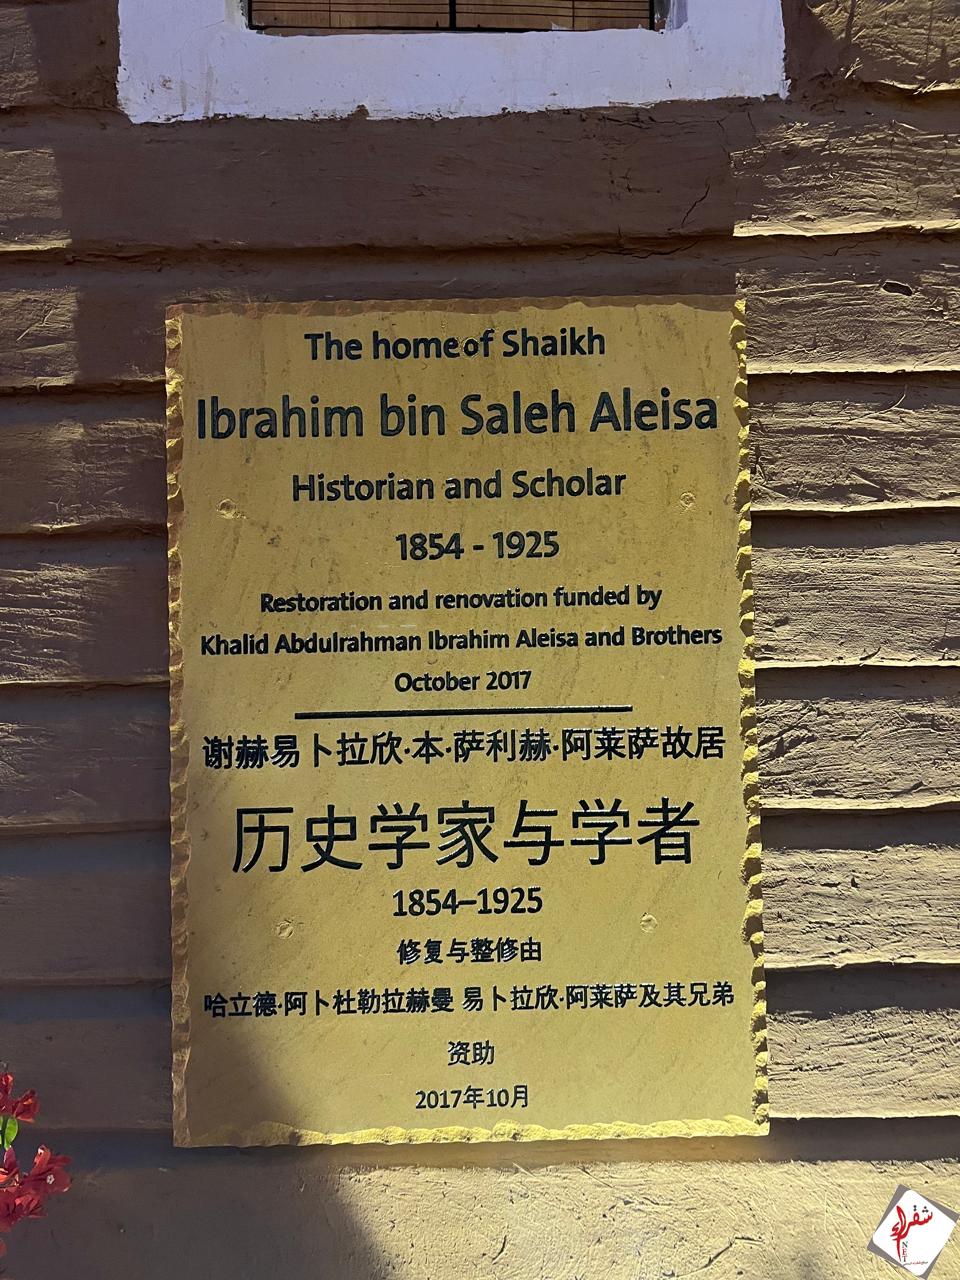 The home of Shaikh
Ibrahim bin Saleh Aleisa
Historian and Scholar
1854 - 1925
Restoration and renovation funded by
Khalid Abdulrahman Ibrahim Aleisa and Brothers
October 2017
谢赫易卜拉欣·本·萨利赫·阿莱萨故居
历史学家与学者
1854–1925
修复与整修由
哈立德·阿卜杜勒拉赫曼 易卜拉欣·阿莱萨及其兄弟
资助
2017年10月
شقراء
NET